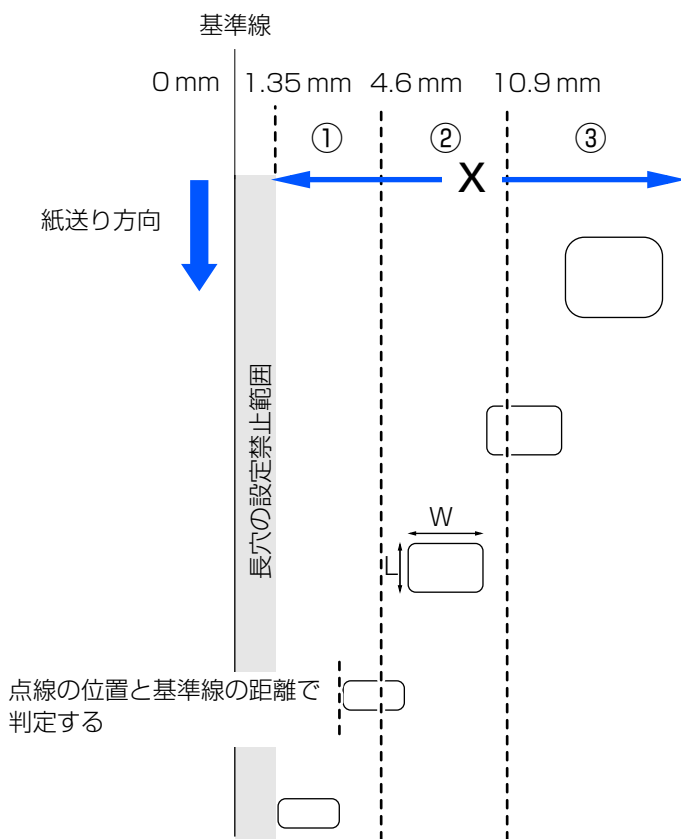 基準線
0 mm 1.35 mm 4.6 mm 10.9 mm
① ② ③
X
紙送り方向
長穴の設定禁止範囲
W
L
点線の位置と基準線の距離で
判定する